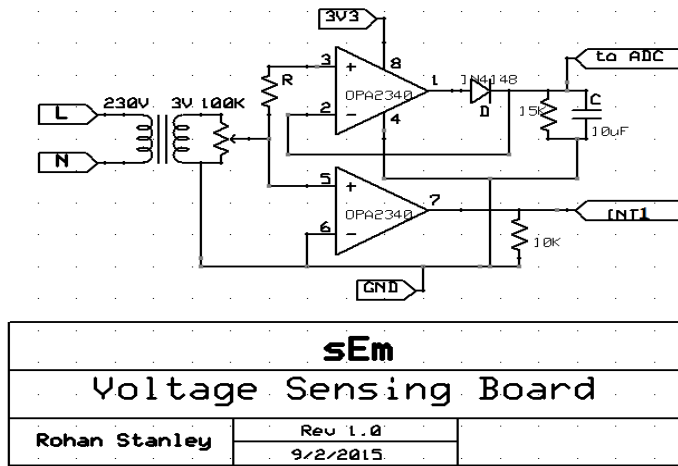 3V3
3
8
1
1N4148
to ADC
R
+
OPA2340
D
15K
C
10uF
2
-
4
L
230V
3V
100K
N
5
+
7
OPA2340
INT1
6
-
10K
GND
sEm
Voltage Sensing Board
Rohan Stanley
Rev 1.0
9/2/2015